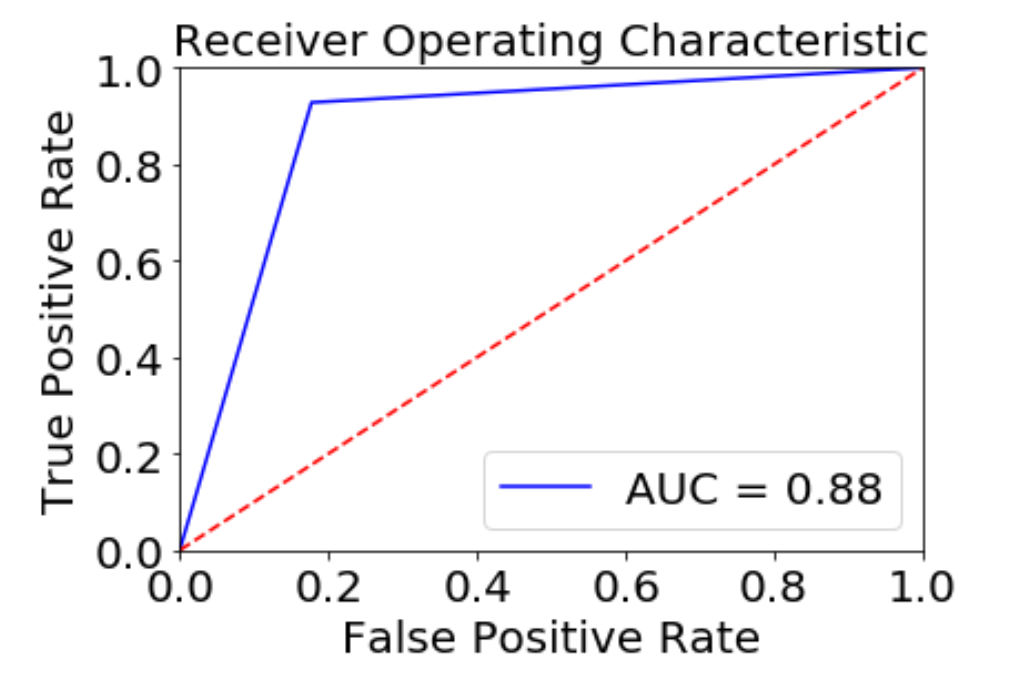 Receiver Operating Characteristic
1.0
0.8
0.6
0.4
0.2
0.0
True Positive Rate
AUC = 0.88
0.0 0.2 0.4 0.6 0.8 1.0
False Positive Rate